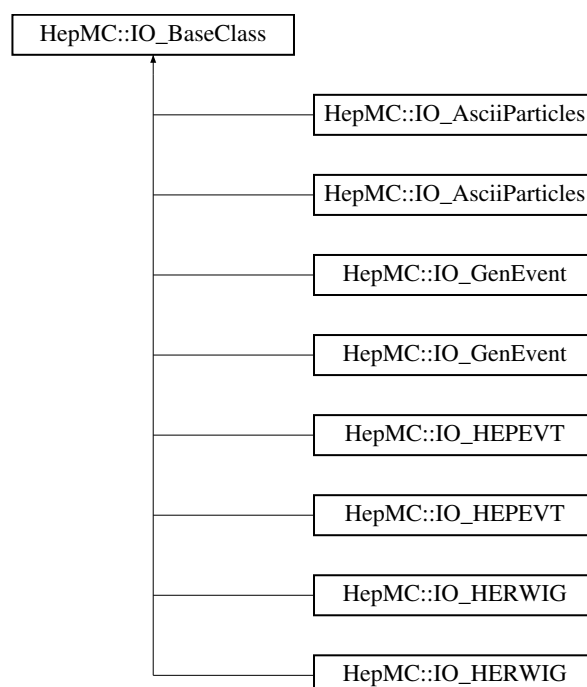 HepMC::IO_BaseClass
HepMC::IO_AsciiParticles
HepMC::IO_AsciiParticles
HepMC::IO_GenEvent
HepMC::IO_GenEvent
HepMC::IO_HEPEVT
HepMC::IO_HEPEVT
HepMC::IO_HERWIG
HepMC::IO_HERWIG